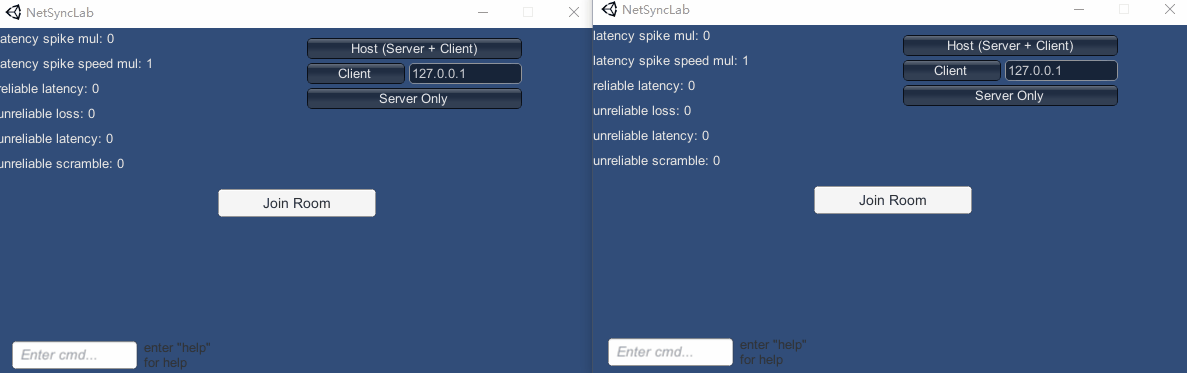 NetSyncLab
latency spike mul: 0
latency spike speed mul: 1
reliable latency: 0
unreliable loss: 0
unreliable latency: 0
unreliable scramble: 0
Host (Server + Client)
Client 127.0.0.1
Server Only
Join Room
Enter cmd...
enter "help"
for help
NetSyncLab
latency spike mul: 0
latency spike speed mul: 1
reliable latency: 0
unreliable loss: 0
unreliable latency: 0
unreliable scramble: 0
Host (Server + Client)
Client 127.0.0.1
Server Only
Join Room
Enter cmd...
enter "help"
for help